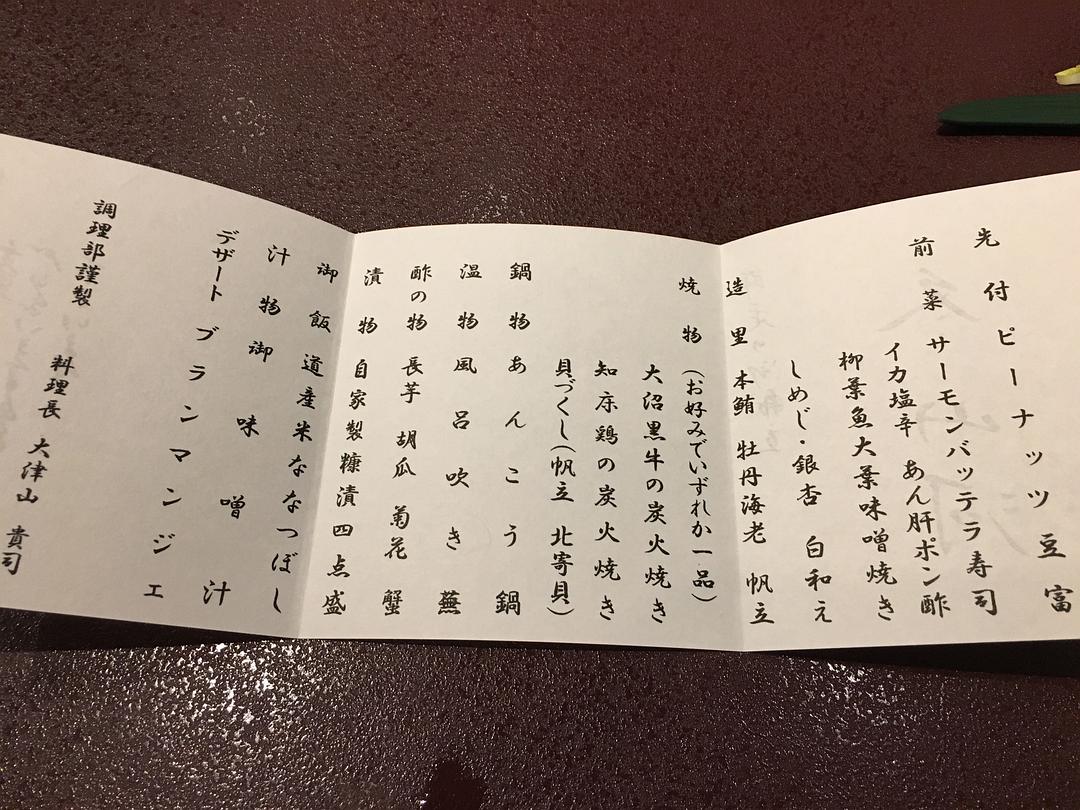 先付 ピーナッツ豆富
前菜 サーモンバッテラ寿司
イカ塩辛 あん肝ポン酢
柳葉魚大葉味噌焼き
しめじ・銀杏 白和え
造里 本鮪 牡丹海老 帆立
焼物 (お好みでいずれか一品)
大沼黒牛の炭火焼き
知床鶏の炭火焼き
貝づくし(帆立 北寄貝)
鍋物 あんこう鍋
温物 風呂吹き蕪
酢の物 長芋 胡瓜 菊花 蟹
漬物 自家製糠漬四点盛
御飯 道産米ななつぼし
汁物 御味噌汁
デザート ブランマンジエ
調理部謹製
料理長 大津山 貴司